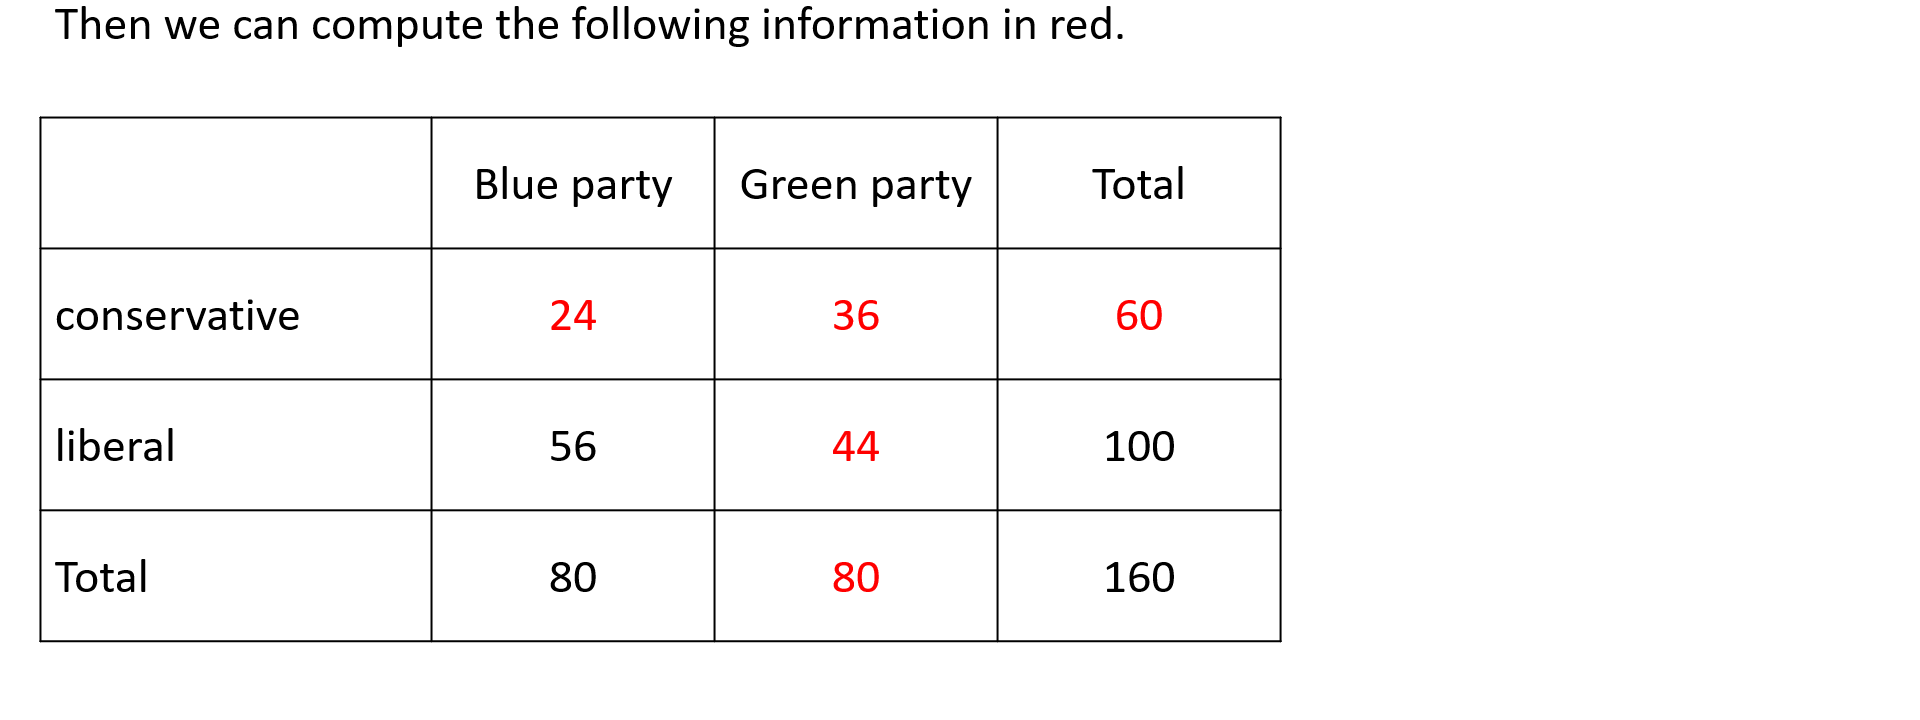 Then we can compute the following information in red.
Blue party Green party Total
conservative 24 36 60
liberal 56 44 100
Total 80 80 160